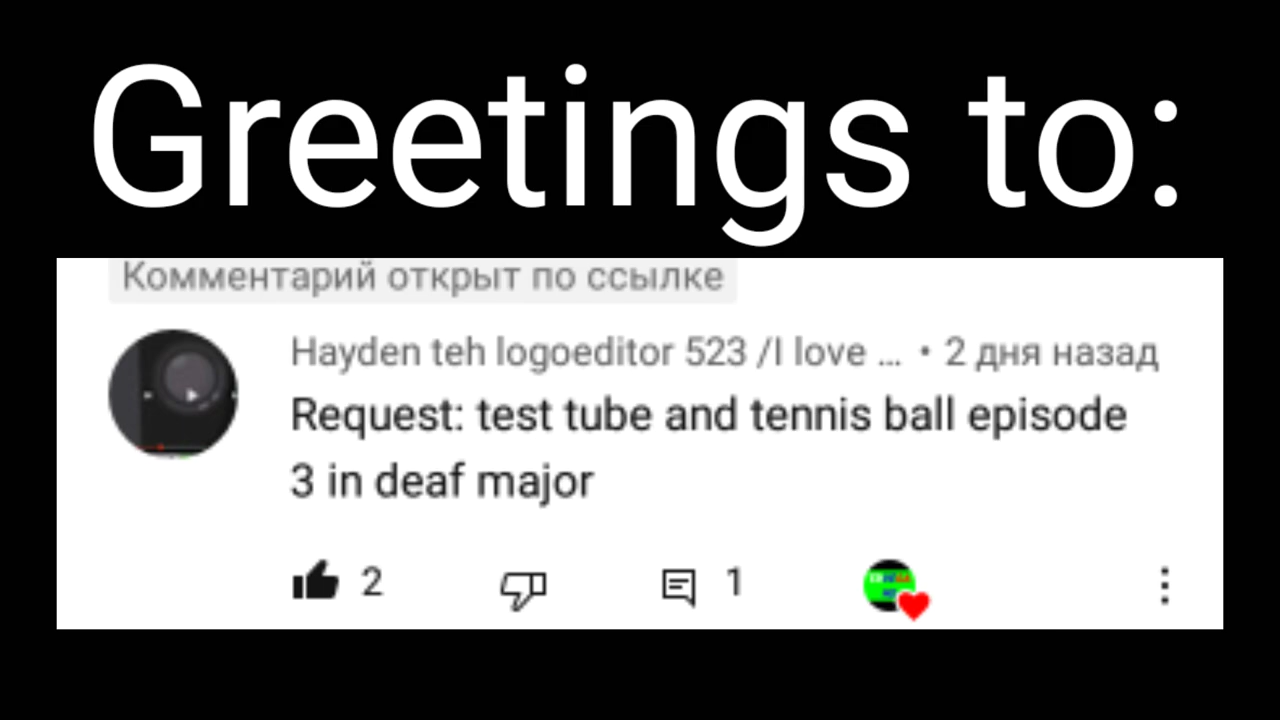 Greetings to:
Комментарий открыт по ссылке
Hayden teh logoeditor 523 /I love ... • 2 дня назад
Request: test tube and tennis ball episode
3 in deaf major
2 1